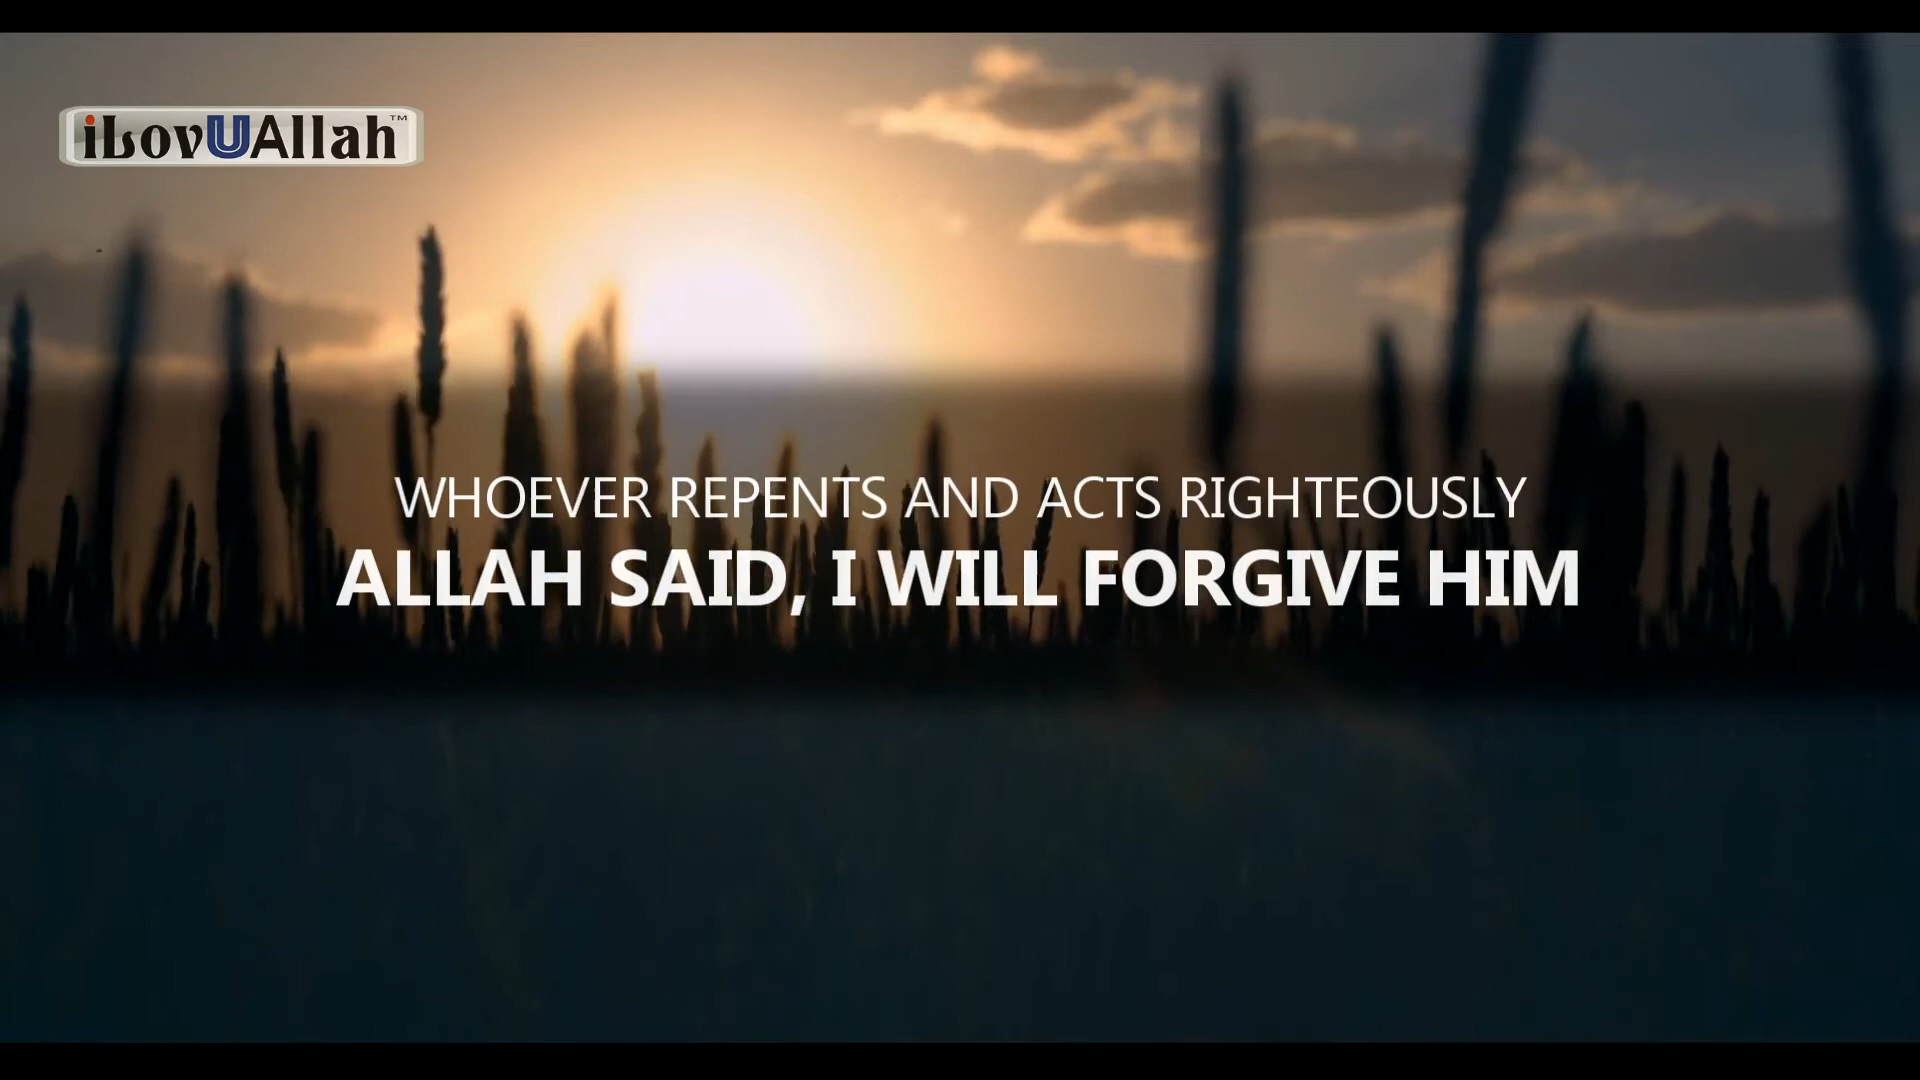 iLovUAllah™
WHOEVER REPENTS AND ACTS RIGHTEOUSLY
ALLAH SAID, I WILL FORGIVE HIM